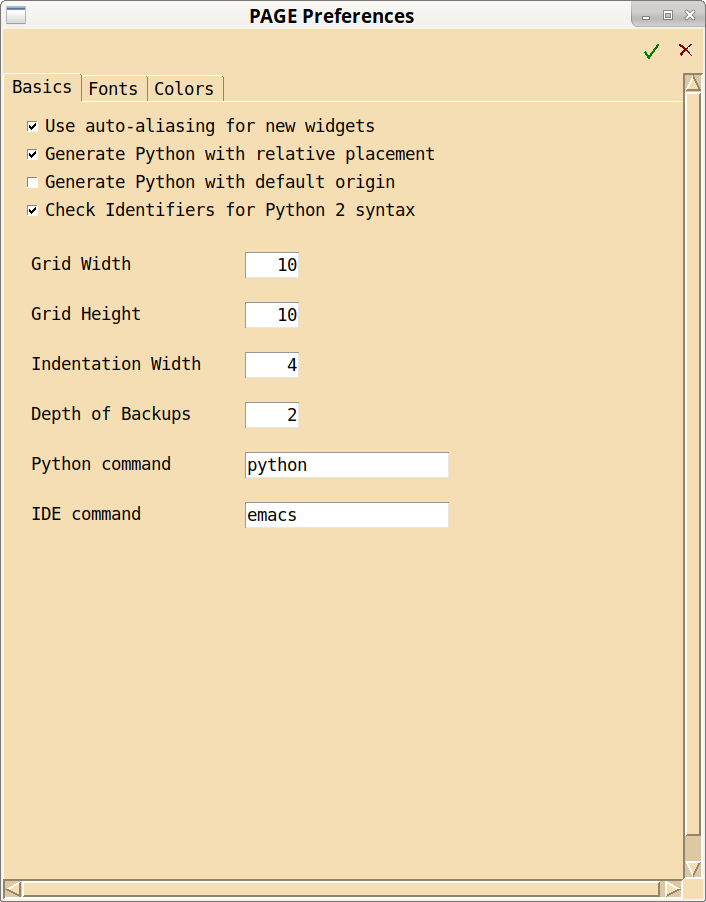 PAGE Preferences
Basics Fonts Colors
Use auto-aliasing for new widgets
Generate Python with relative placement
Generate Python with default origin
Check Identifiers for Python 2 syntax
Grid Width 10
Grid Height 10
Indentation Width 4
Depth of Backups 2
Python command python
IDE command emacs